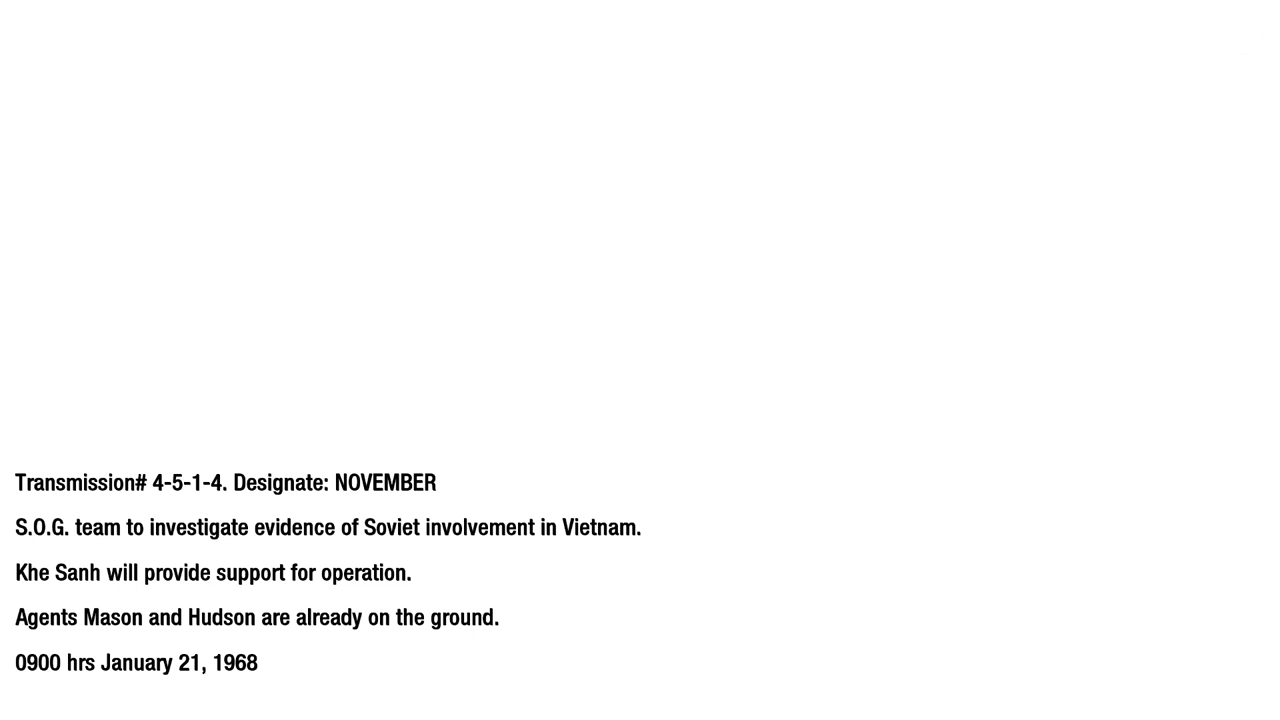 Transmission# 4-5-1-4. Designate: NOVEMBER
S.O.G. team to investigate evidence of Soviet involvement in Vietnam.
Khe Sanh will provide support for operation.
Agents Mason and Hudson are already on the ground.
0900 hrs January 21, 1968